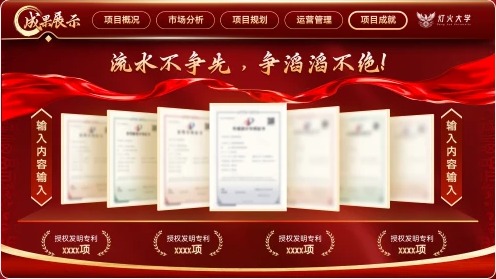 成果展示
项目概况
市场分析
项目规划
运营管理
项目成就
灯火大学
流水不争先，争滔滔不绝!
输入内容输入
输入内容输入
授权发明专利
xxxx项
授权发明专利
xxxx项
授权发明专利
xxxx项
授权发明专利
xxxx项